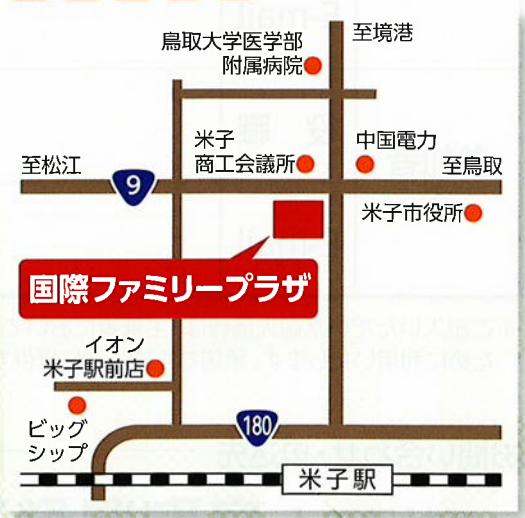 至境港
鳥取大学医学部
附属病院
米子
商工会議所
中国電力
至松江
至鳥取
9
米子市役所
国際ファミリープラザ
イオン
米子駅前店
ビッグ
シップ
180
米子駅